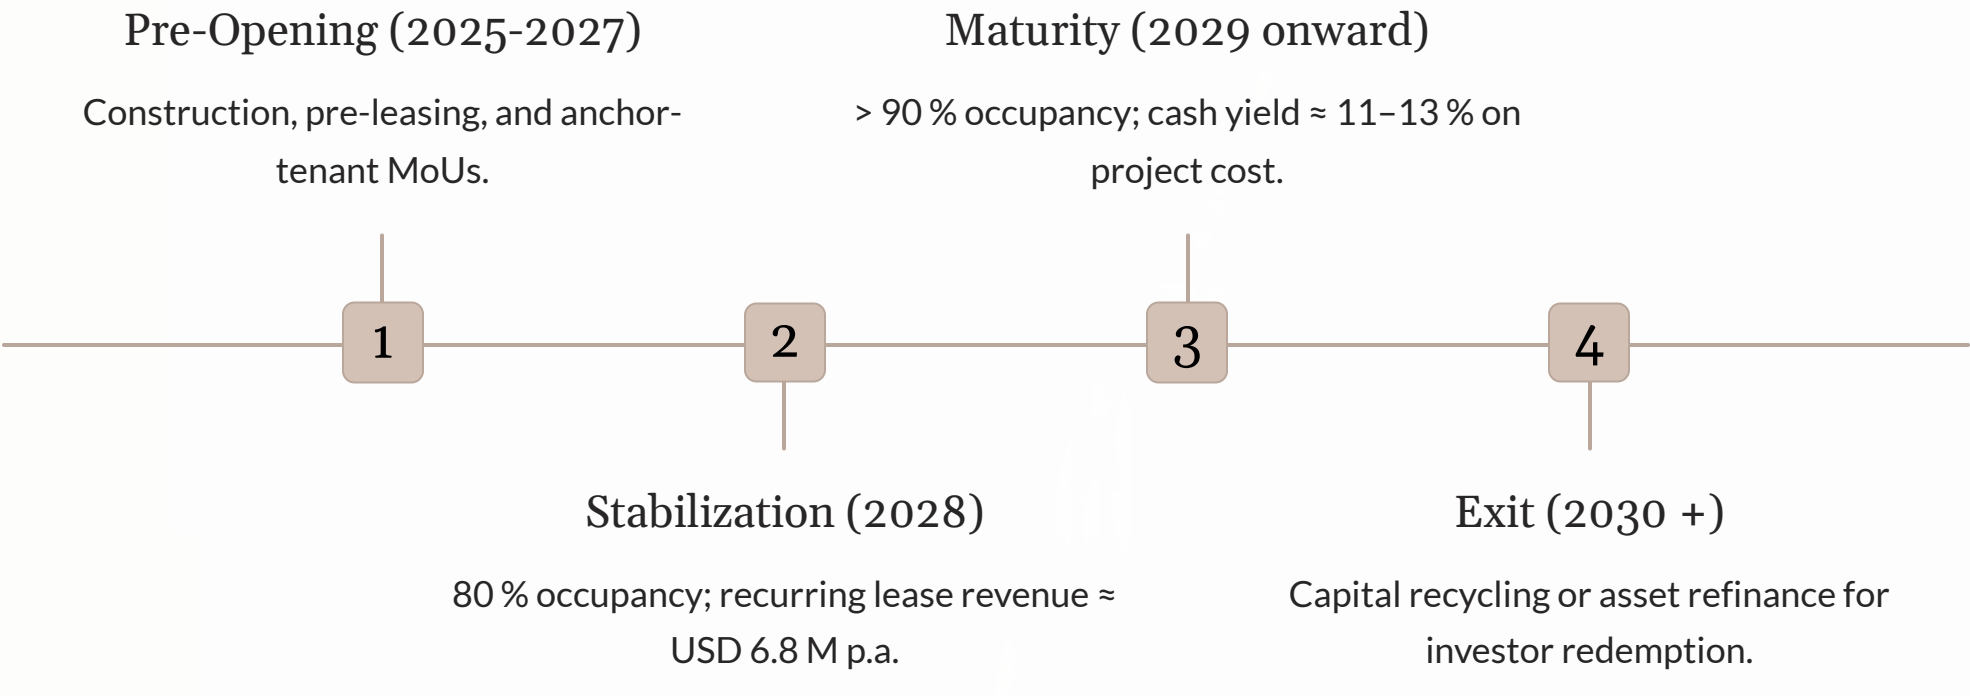 Pre-Opening (2025-2027)
Construction, pre-leasing, and anchor-
tenant MoUs.
1
Stabilization (2028)
80 % occupancy; recurring lease revenue ≈
USD 6.8 M p.a.
2
Maturity (2029 onward)
> 90 % occupancy; cash yield ≈ 11–13 % on
project cost.
3
Exit (2030 +)
Capital recycling or asset refinance for
investor redemption.
4